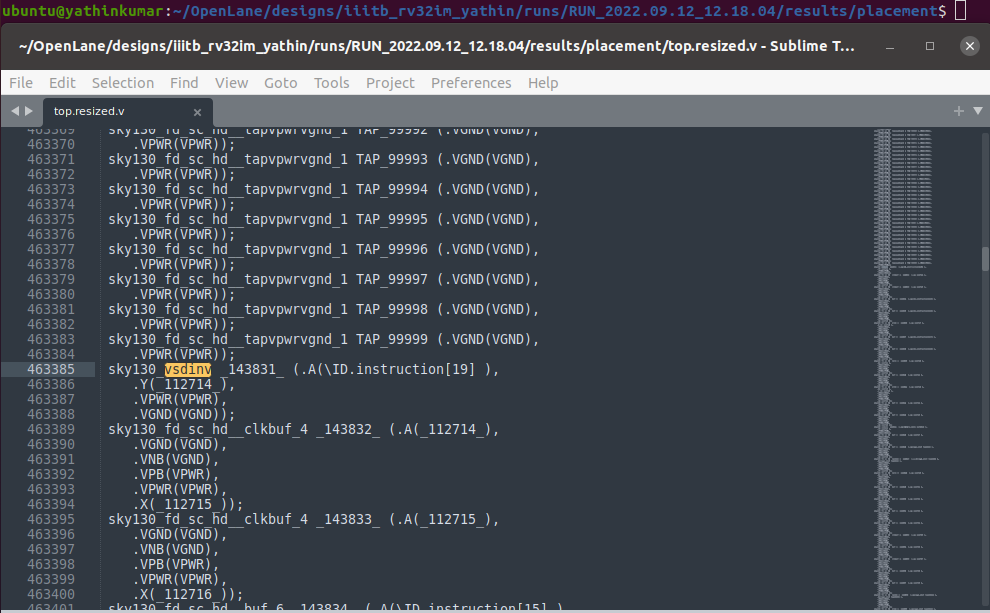 ubuntu@yathinkumar:~/OpenLane/designs/iiitb_rv32im_yathin/runs/RUN_2022.09.12_12.18.04/results/placement$
~/OpenLane/designs/iiitb_rv32im_yathin/runs/RUN_2022.09.12_12.18.04/results/placement/top.resized.v - Sublime T...
File Edit Selection Find View Goto Tools Project Preferences Help
top.resized.v
463369 sky130_fd_sc_hd__tapvpwrvgnd_1 TAP_99992 (.VGND(VGND),
463370 .VPWR(VPWR));
463371 sky130_fd_sc_hd__tapvpwrvgnd_1 TAP_99993 (.VGND(VGND),
463372 .VPWR(VPWR));
463373 sky130_fd_sc_hd__tapvpwrvgnd_1 TAP_99994 (.VGND(VGND),
463374 .VPWR(VPWR));
463375 sky130_fd_sc_hd__tapvpwrvgnd_1 TAP_99995 (.VGND(VGND),
463376 .VPWR(VPWR));
463377 sky130_fd_sc_hd__tapvpwrvgnd_1 TAP_99996 (.VGND(VGND),
463378 .VPWR(VPWR));
463379 sky130_fd_sc_hd__tapvpwrvgnd_1 TAP_99997 (.VGND(VGND),
463380 .VPWR(VPWR));
463381 sky130_fd_sc_hd__tapvpwrvgnd_1 TAP_99998 (.VGND(VGND),
463382 .VPWR(VPWR));
463383 sky130_fd_sc_hd__tapvpwrvgnd_1 TAP_99999 (.VGND(VGND),
463384 .VPWR(VPWR));
463385 sky130_vsdinv _143831_ (.A(\ID.instruction[19] ),
463386 .Y(_112714_),
463387 .VPWR(VPWR),
463388 .VGND(VGND));
463389 sky130_fd_sc_hd__clkbuf_4 _143832_ (.A(_112714_),
463390 .VGND(VGND),
463391 .VNB(VGND),
463392 .VPB(VPWR),
463393 .VPWR(VPWR),
463394 .X(_112715_));
463395 sky130_fd_sc_hd__clkbuf_4 _143833_ (.A(_112715_),
463396 .VGND(VGND),
463397 .VNB(VGND),
463398 .VPB(VPWR),
463399 .VPWR(VPWR),
463400 .X(_112716_));
463401 sky130_fd_sc_hd__buf_6 _143834_ (.A(\ID.instruction[15] ),